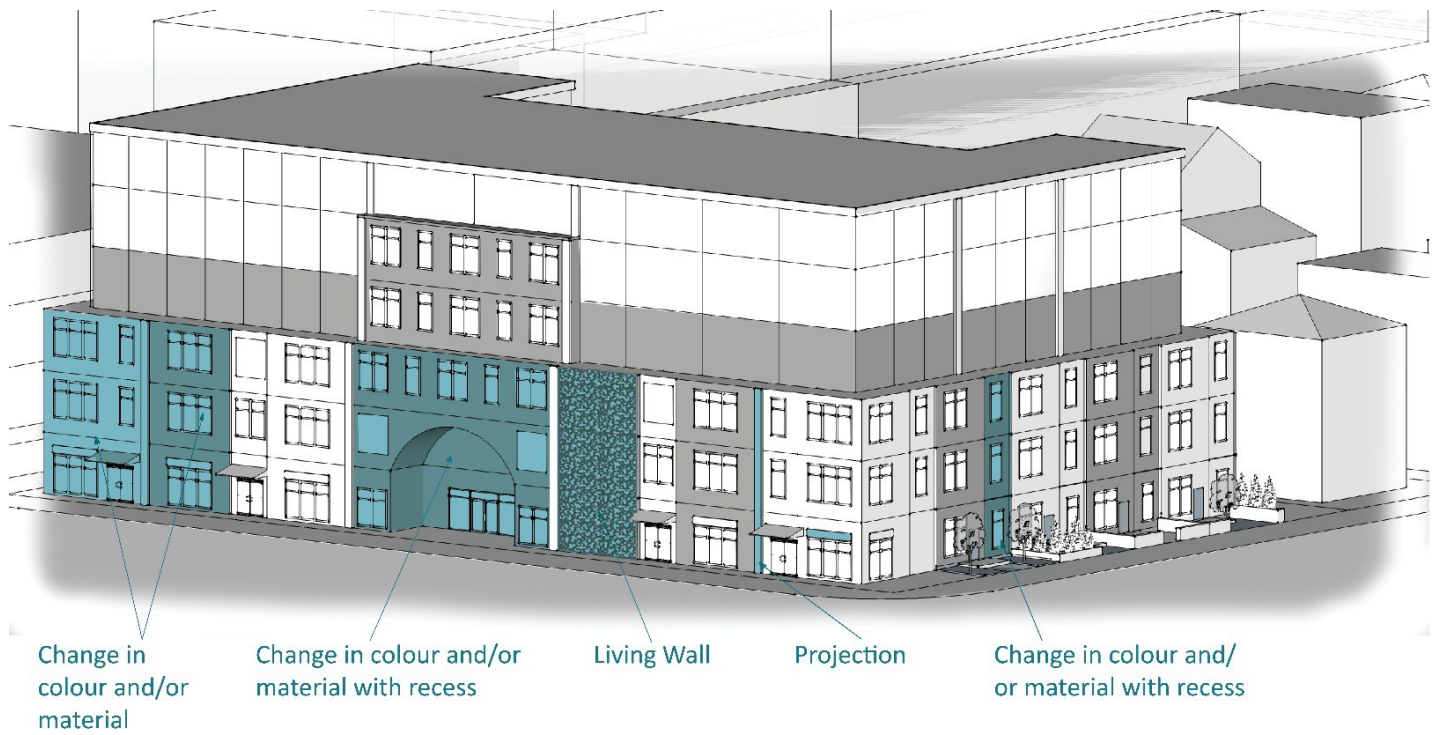 Change in
colour and/or
material
Change in colour and/or
material with recess
Living Wall
Projection
Change in colour and/
or material with recess